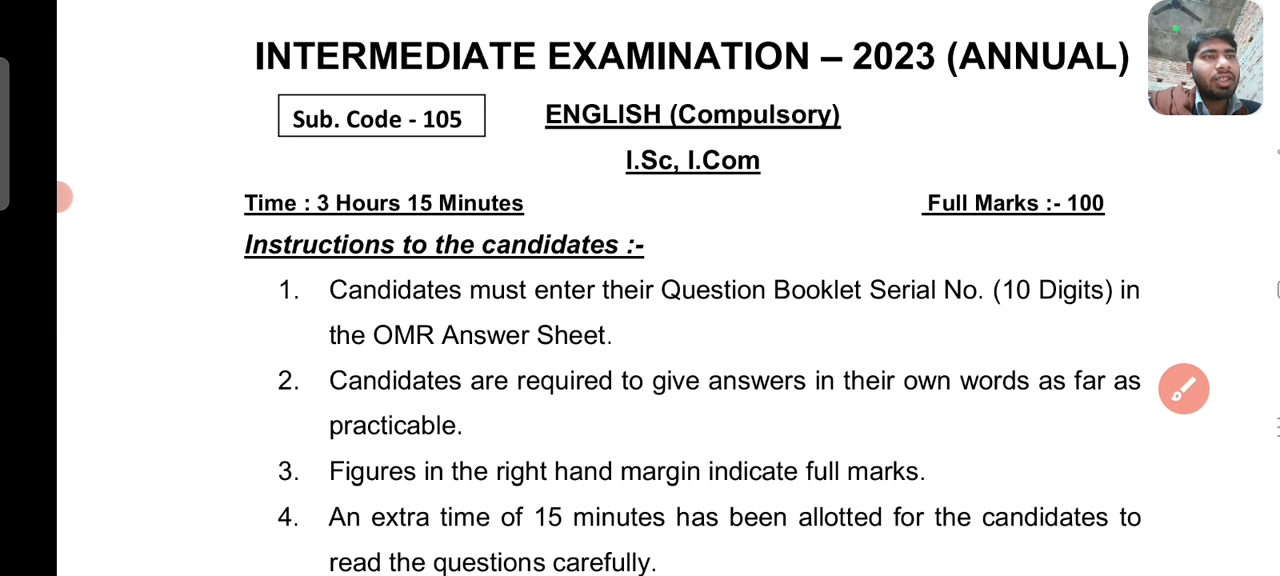 INTERMEDIATE EXAMINATION – 2023 (ANNUAL)
Sub. Code - 105
ENGLISH (Compulsory)
I.Sc, I.Com
Time : 3 Hours 15 Minutes
Full Marks :- 100
Instructions to the candidates :-
1. Candidates must enter their Question Booklet Serial No. (10 Digits) in
the OMR Answer Sheet.
2. Candidates are required to give answers in their own words as far as
practicable.
3. Figures in the right hand margin indicate full marks.
4. An extra time of 15 minutes has been allotted for the candidates to
read the questions carefully.